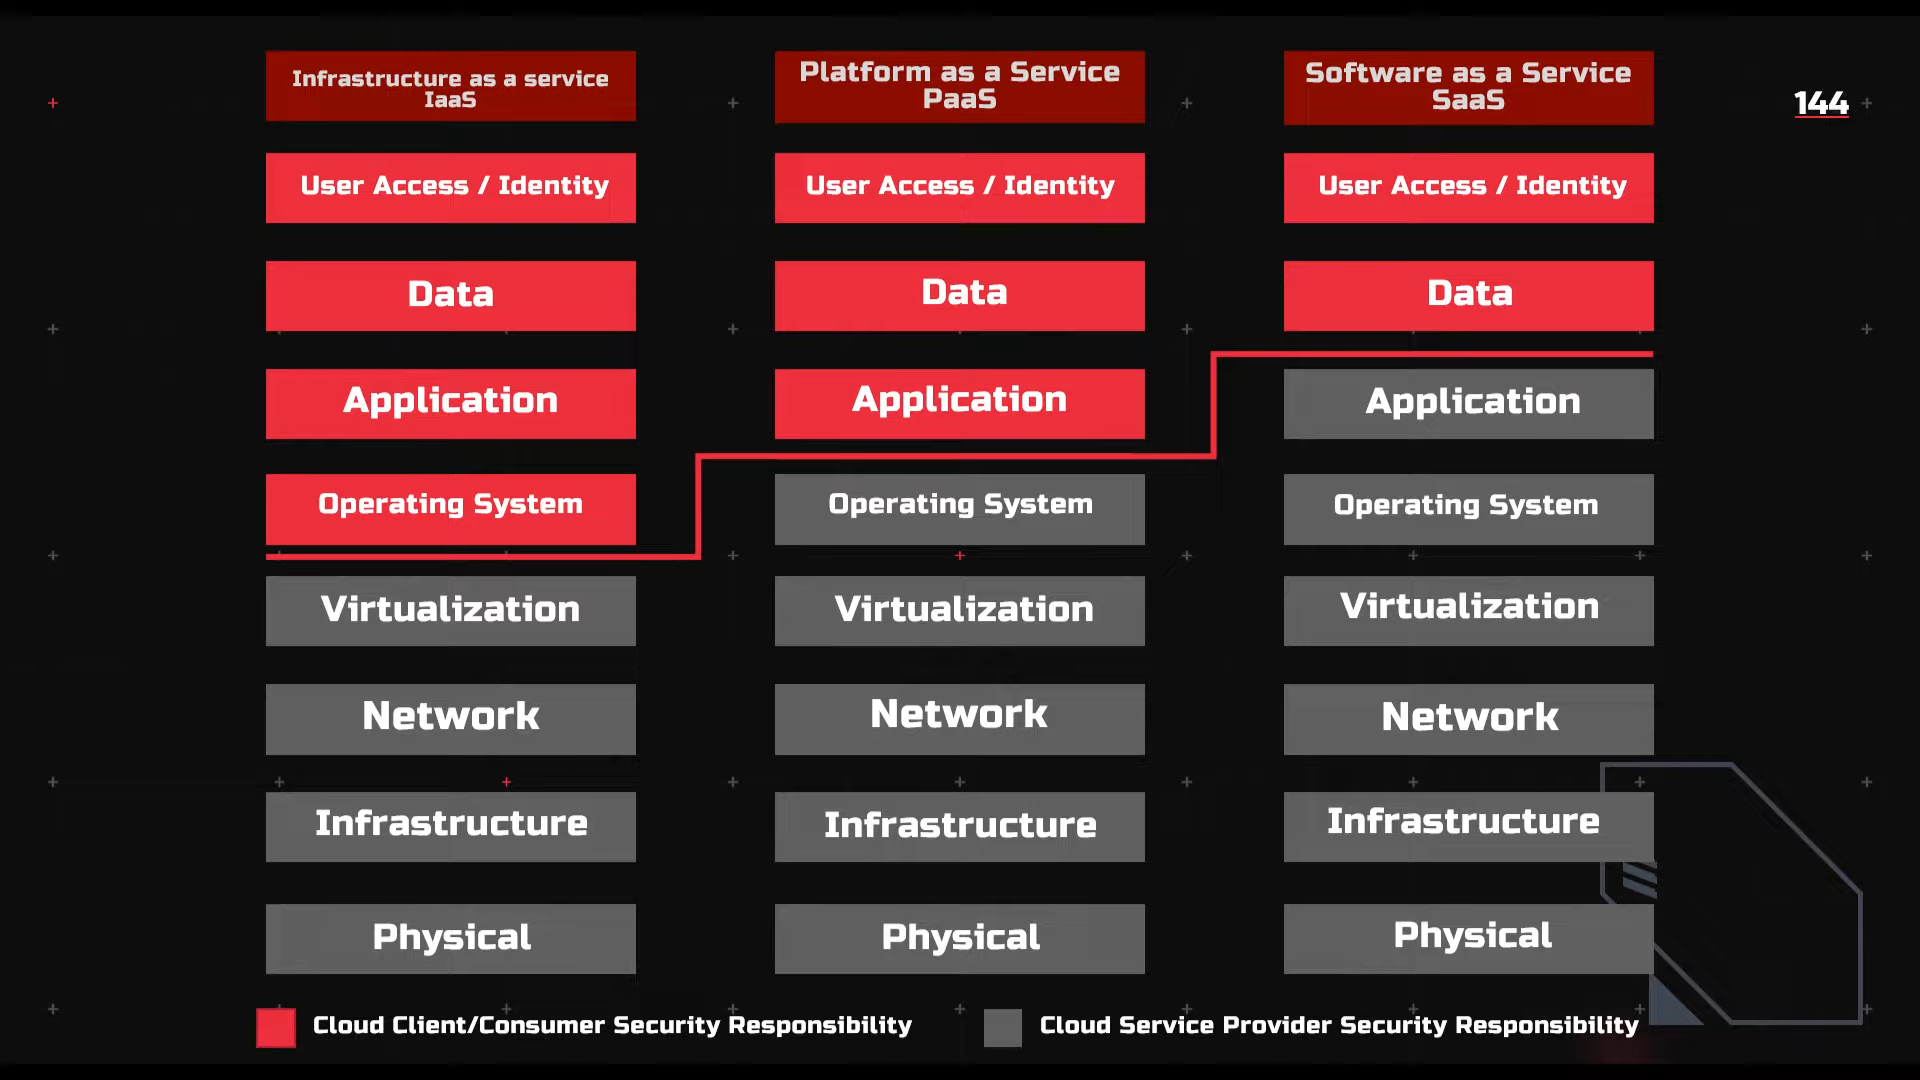 Infrastructure as a service
IaaS
Platform as a Service
PaaS
Software as a Service
SaaS
144
User Access / Identity
User Access / Identity
User Access / Identity
Data
Data
Data
Application
Application
Application
Operating System
Operating System
Operating System
Virtualization
Virtualization
Virtualization
Network
Network
Network
Infrastructure
Infrastructure
Infrastructure
Physical
Physical
Physical
Cloud Client/Consumer Security Responsibility
Cloud Service Provider Security Responsibility